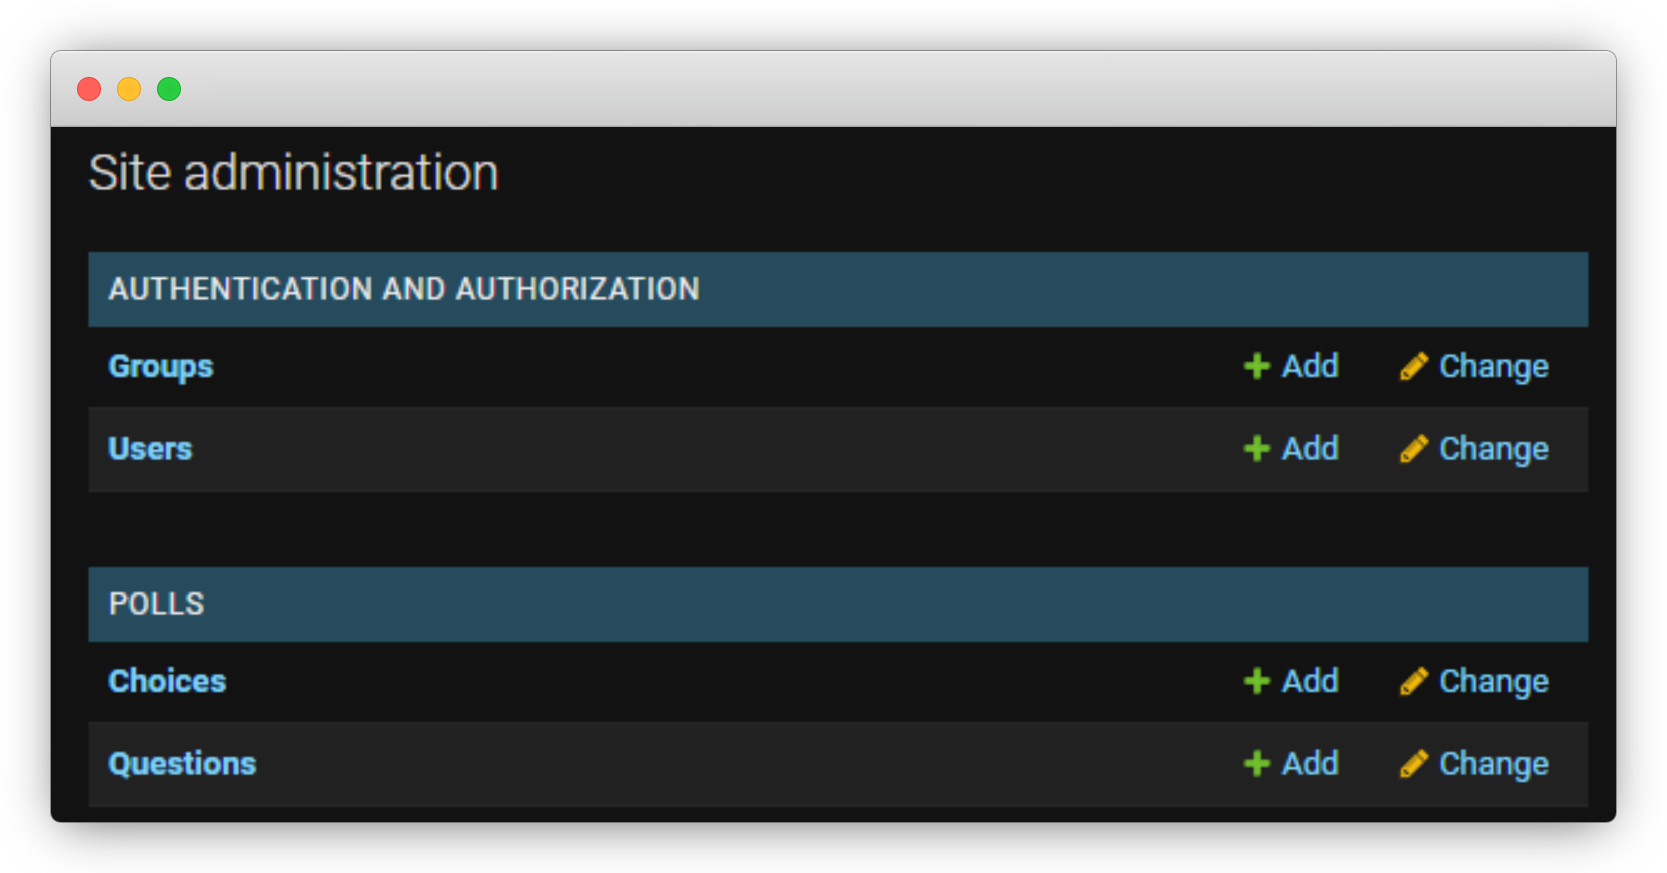 Site administration
AUTHENTICATION AND AUTHORIZATION
Groups Add Change
Users Add Change
POLLS
Choices Add Change
Questions Add Change